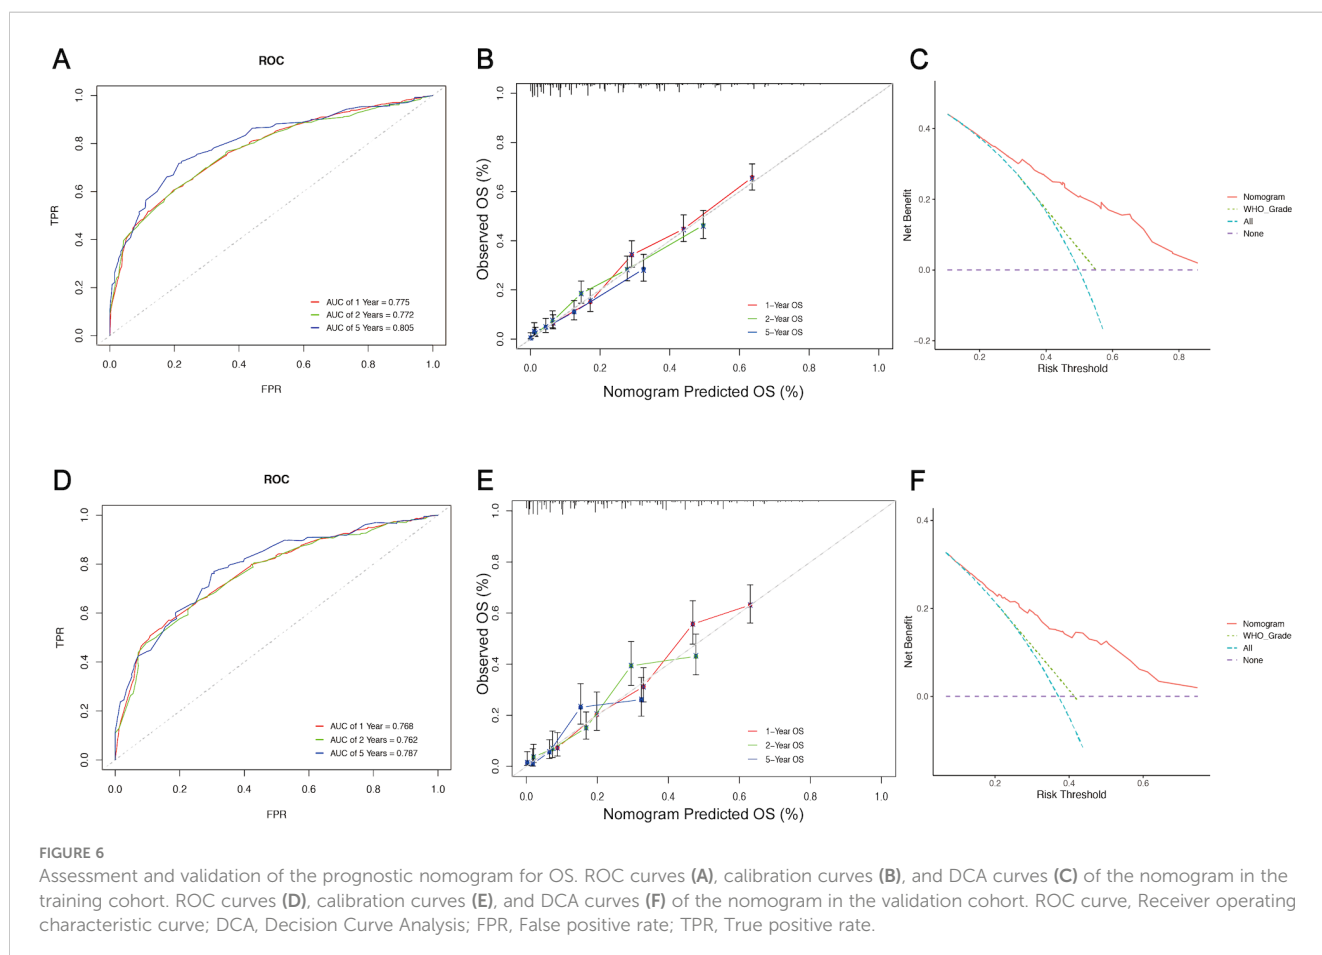 A
ROC
1.0
0.8
0.6
0.4
0.2
0.0
TPR
0.0 0.2 0.4 0.6 0.8 1.0
FPR
AUC of 1 Year = 0.775
AUC of 2 Years = 0.772
AUC of 5 Years = 0.805
B
1.0
0.8
0.6
0.4
0.2
0.0
Observed OS (%)
0.0 0.2 0.4 0.6 0.8 1.0
Nomogram Predicted OS (%)
1−Year OS
2−Year OS
5−Year OS
C
0.4
0.2
0.0
−0.2
Net Benefit
0.2 0.4 0.6 0.8
Risk Threshold
Nomogram
WHO_Grade
All
None
D
ROC
1.0
0.8
0.6
0.4
0.2
0.0
TPR
0.0 0.2 0.4 0.6 0.8 1.0
FPR
AUC of 1 Year = 0.768
AUC of 2 Years = 0.762
AUC of 5 Years = 0.787
E
1.0
0.8
0.6
0.4
0.2
0.0
Observed OS (%)
0.0 0.2 0.4 0.6 0.8 1.0
Nomogram Predicted OS (%)
1−Year OS
2−Year OS
5−Year OS
F
0.4
0.2
0.0
Net Benefit
0.2 0.4 0.6
Risk Threshold
Nomogram
WHO_Grade
All
None
FIGURE 6
Assessment and validation of the prognostic nomogram for OS. ROC curves (A), calibration curves (B), and DCA curves (C) of the nomogram in the
training cohort. ROC curves (D), calibration curves (E), and DCA curves (F) of the nomogram in the validation cohort. ROC curve, Receiver operating
characteristic curve; DCA, Decision Curve Analysis; FPR, False positive rate; TPR, True positive rate.